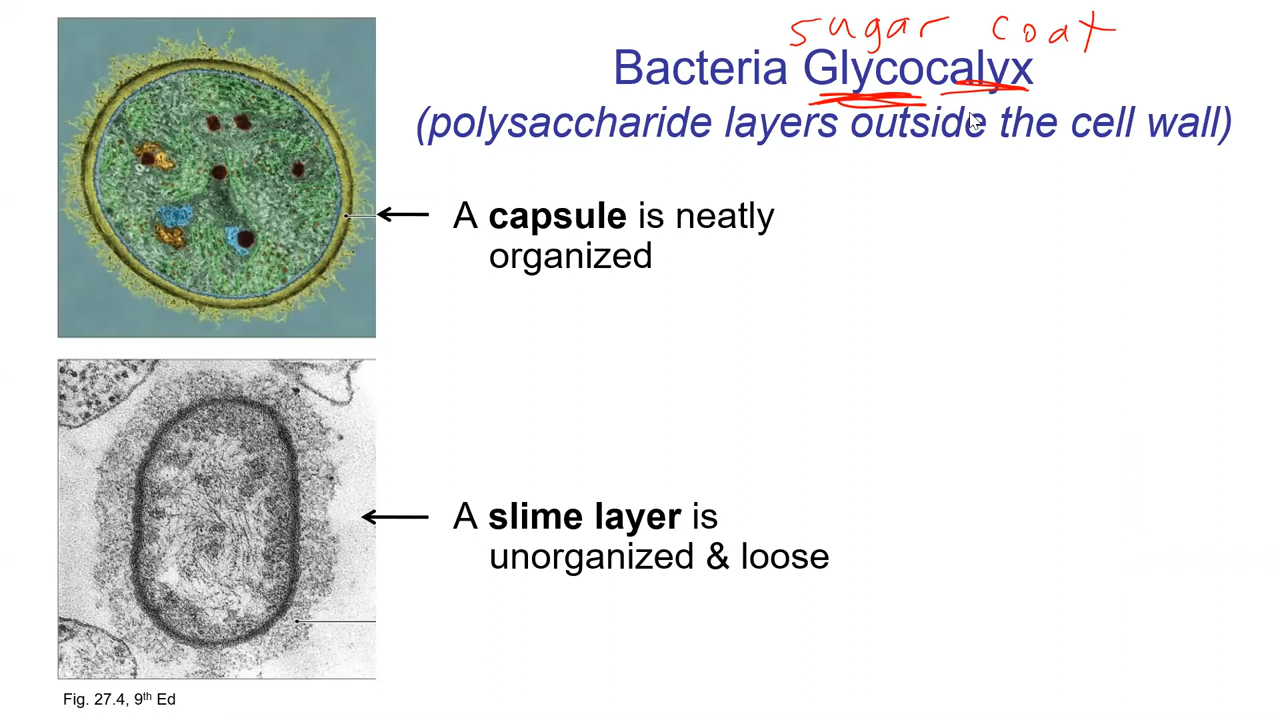 sugar coat
Bacteria Glycocalyx
(polysaccharide layers outside the cell wall)
A capsule is neatly
organized
A slime layer is
unorganized & loose
Fig. 27.4, 9th Ed